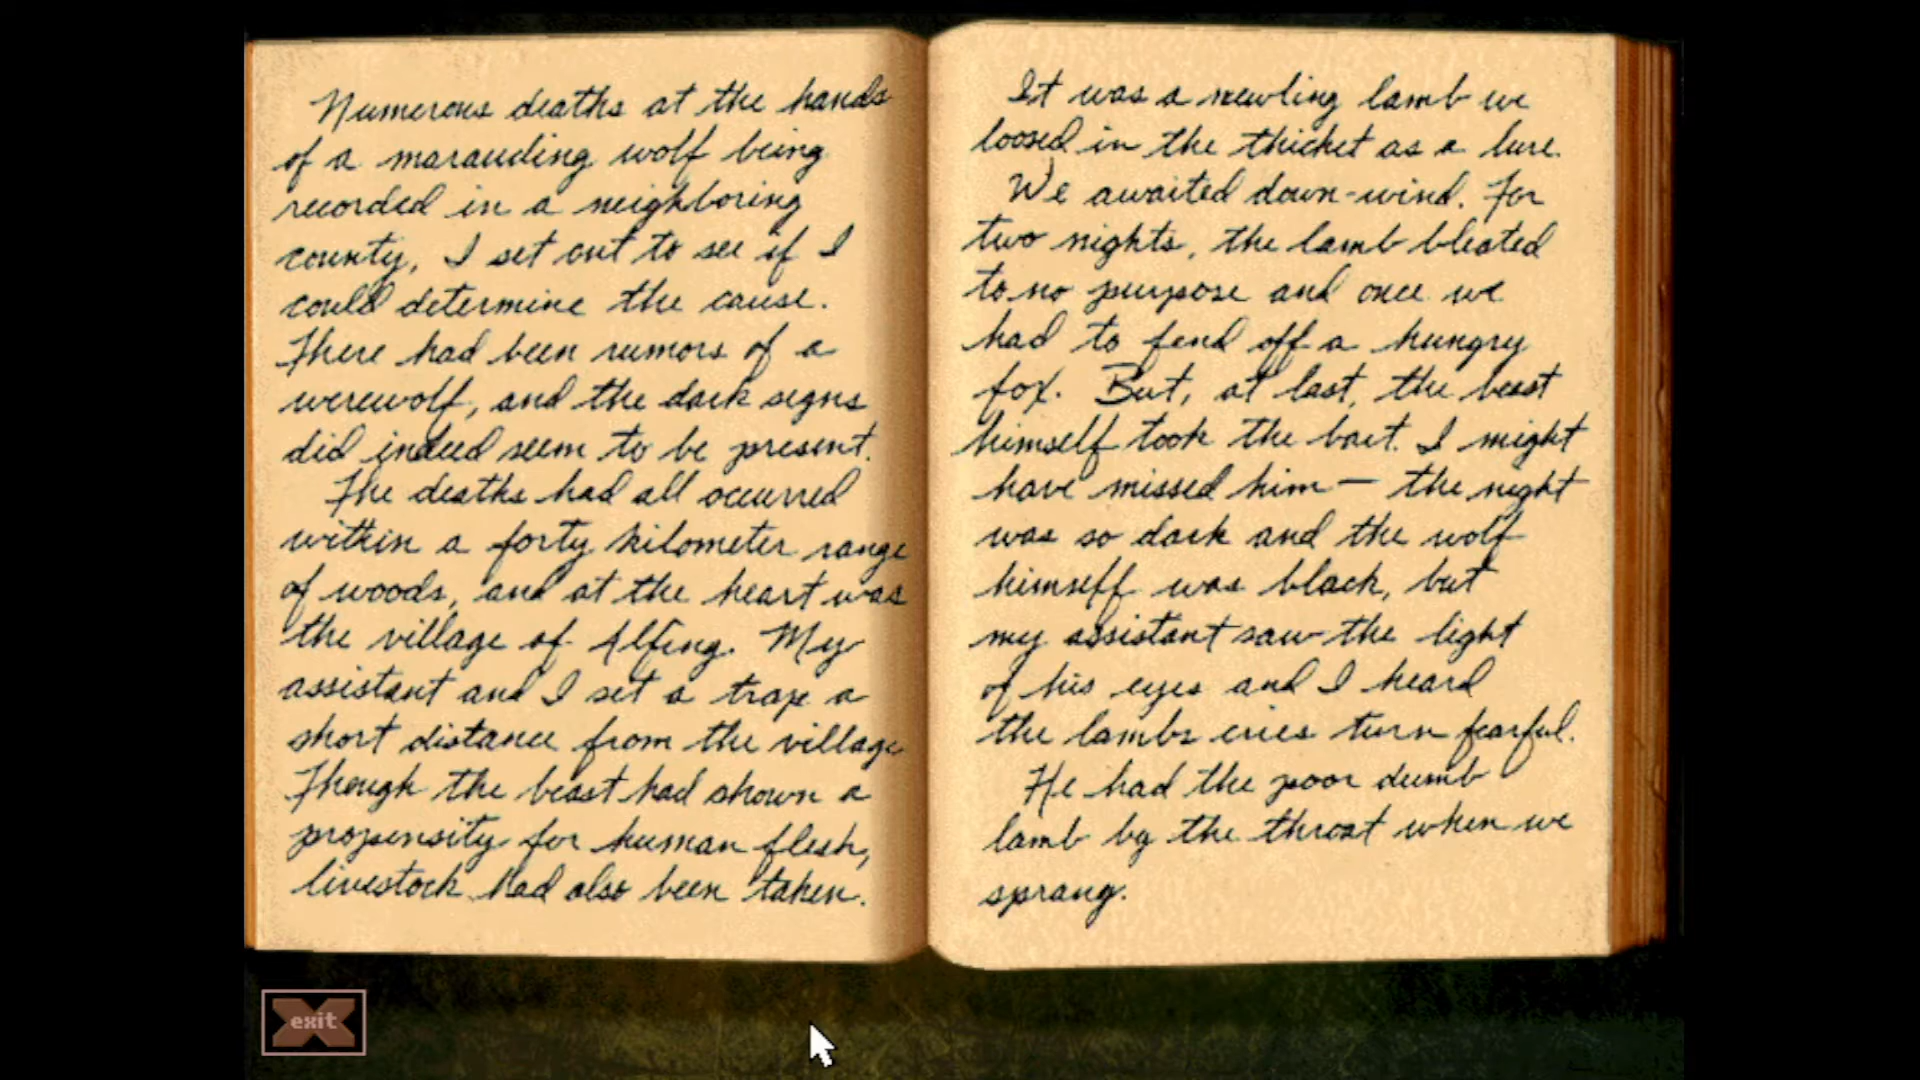 Numerous deaths at the hands
of a marauding wolf being
recorded in a neighboring
county, I set out to see if I
could determine the cause.
There had been rumors of a
werewolf, and the dark signs
did indeed seem to be present.
The deaths had all occurred
within a forty kilometer range
of woods, and at the heart was
the village of Alfing. My
assistant and I set a trap a
short distance from the village
Though the beast had shown a
propensity for human flesh,
livestock had also been taken.
It was a mewling lamb we
loosed in the thicket as a lure.
We awaited down-wind. For
two nights, the lamb bleated
to no purpose and once we
had to fend off a hungry
fox. But, at last, the beast
himself took the bait. I might
have missed him — the night
was so dark and the wolf
himself was black, but
my assistant saw the light
of his eyes and I heard
the lambs cries turn fearful.
He had the poor dumb
lamb by the throat when we
sprang.
exit